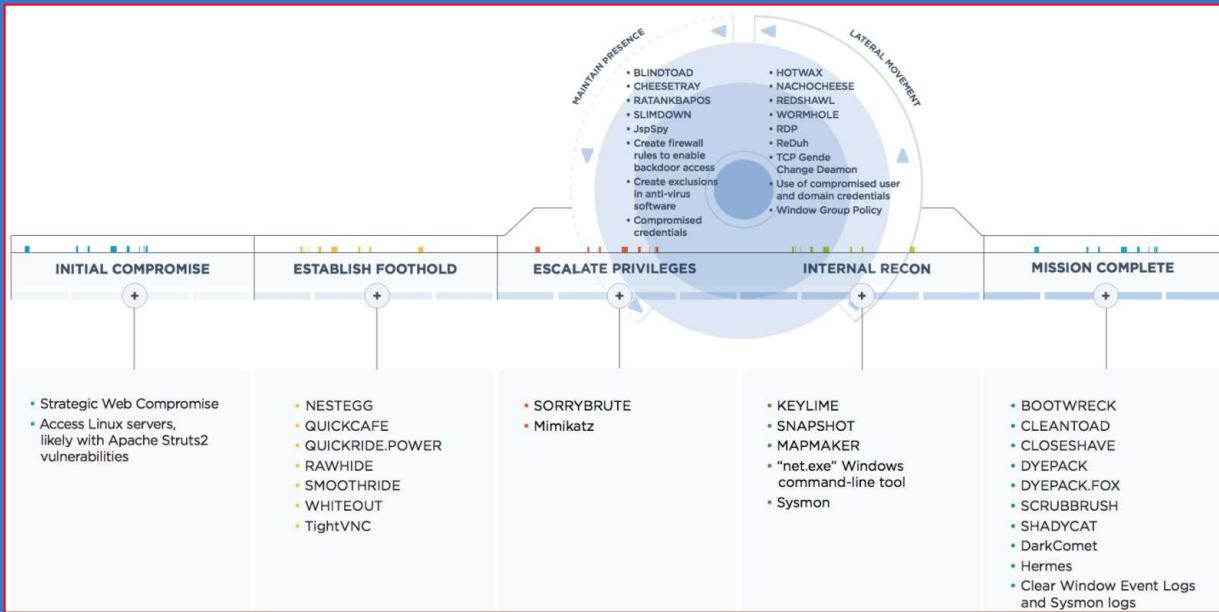 MAINTAIN PRESENCE
LATERAL MOVEMENT
• BLINDTOAD
• CHEESETRAY
• RATANKBAPOS
• SLIMDOWN
• JspSpy
• Create firewall
rules to enable
backdoor access
• Create exclusions
in anti-virus
software
• Compromised
credentials
• HOTWAX
• NACHOCHEESE
• REDSHAWL
• WORMHOLE
• RDP
• ReDuh
• TCP Gende
Change Deamon
• Use of compromised user
and domain credentials
• Window Group Policy
INITIAL COMPROMISE
ESTABLISH FOOTHOLD
ESCALATE PRIVILEGES
INTERNAL RECON
MISSION COMPLETE
+
+
+
+
+
• Strategic Web Compromise
• Access Linux servers,
likely with Apache Struts2
vulnerabilities
• NESTEGG
• QUICKCAFE
• QUICKRIDE.POWER
• RAWHIDE
• SMOOTHRIDE
• WHITEOUT
• TightVNC
• SORRYBRUTE
• Mimikatz
• KEYLIME
• SNAPSHOT
• MAPMAKER
• “net.exe” Windows
command-line tool
• Sysmon
• BOOTWRECK
• CLEANTOAD
• CLOSESHAVE
• DYEPACK
• DYEPACK.FOX
• SCRUBBRUSH
• SHADYCAT
• DarkComet
• Hermes
• Clear Window Event Logs
and Sysmon logs